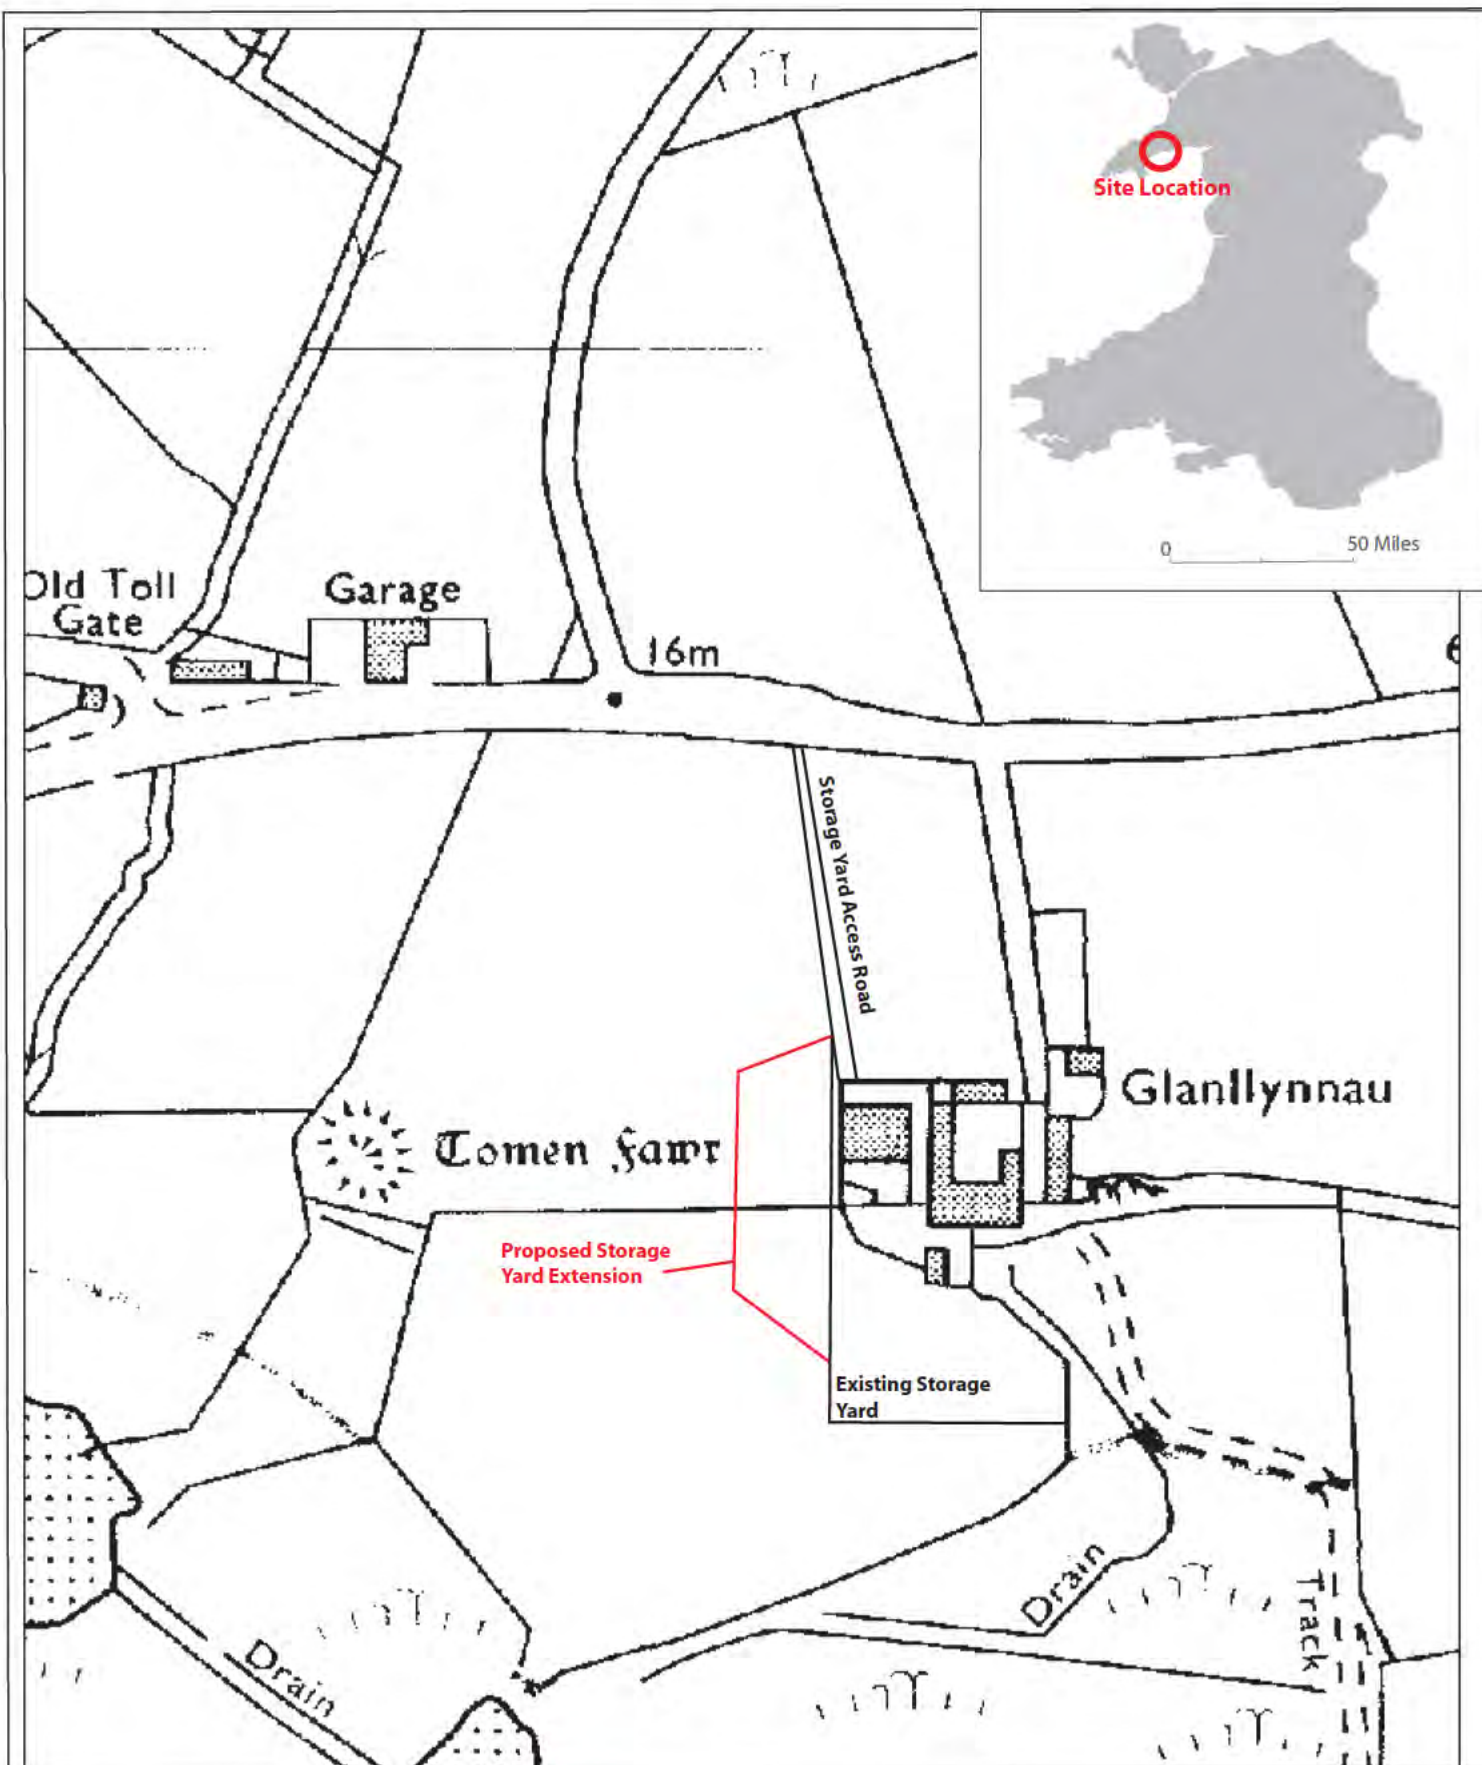 Site Location
0
50 Miles
Old Toll
Gate
Garage
16m
Storage Yard Access Road
Glanllynnau
Tomen Fawr
Proposed Storage
Yard Extension
Existing Storage
Yard
Drain
Drain
Track